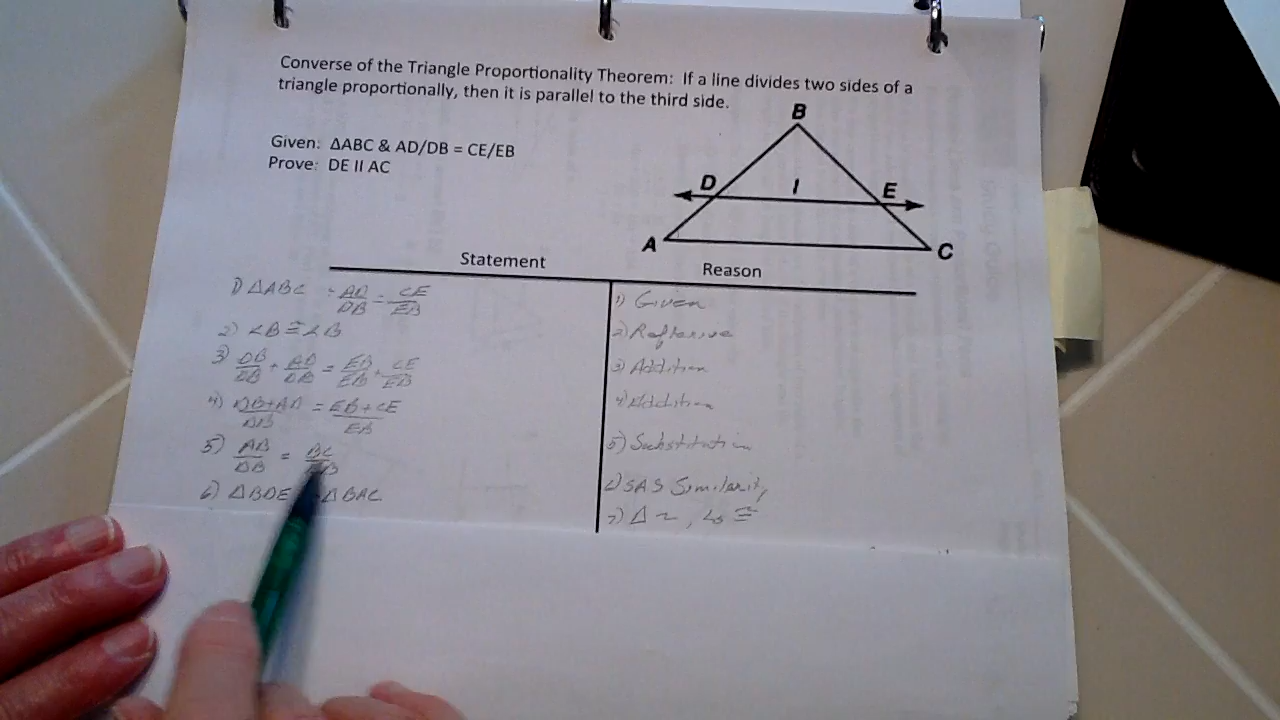 Converse of the Triangle Proportionality Theorem: If a line divides two sides of a
triangle proportionally, then it is parallel to the third side.
Given: ΔABC & AD/DB = CE/EB
Prove: DE II AC
B
D
l
E
A
C
Statement
Reason
1) ΔABC AD/DB = CE/EB
1) Given
2) ∠B ≅ ∠B
2) Reflexive
3) DB/DB + AD/DB = EB/EB + CE/EB
3) Addition
4) DB+AD/DB = EB+CE/EB
4) Addition
5) AB/DB = BC/EB
5) Substitution
6) ΔBDE ΔBAC
6) SAS Similarity
7) Δ~, ∠s ≅